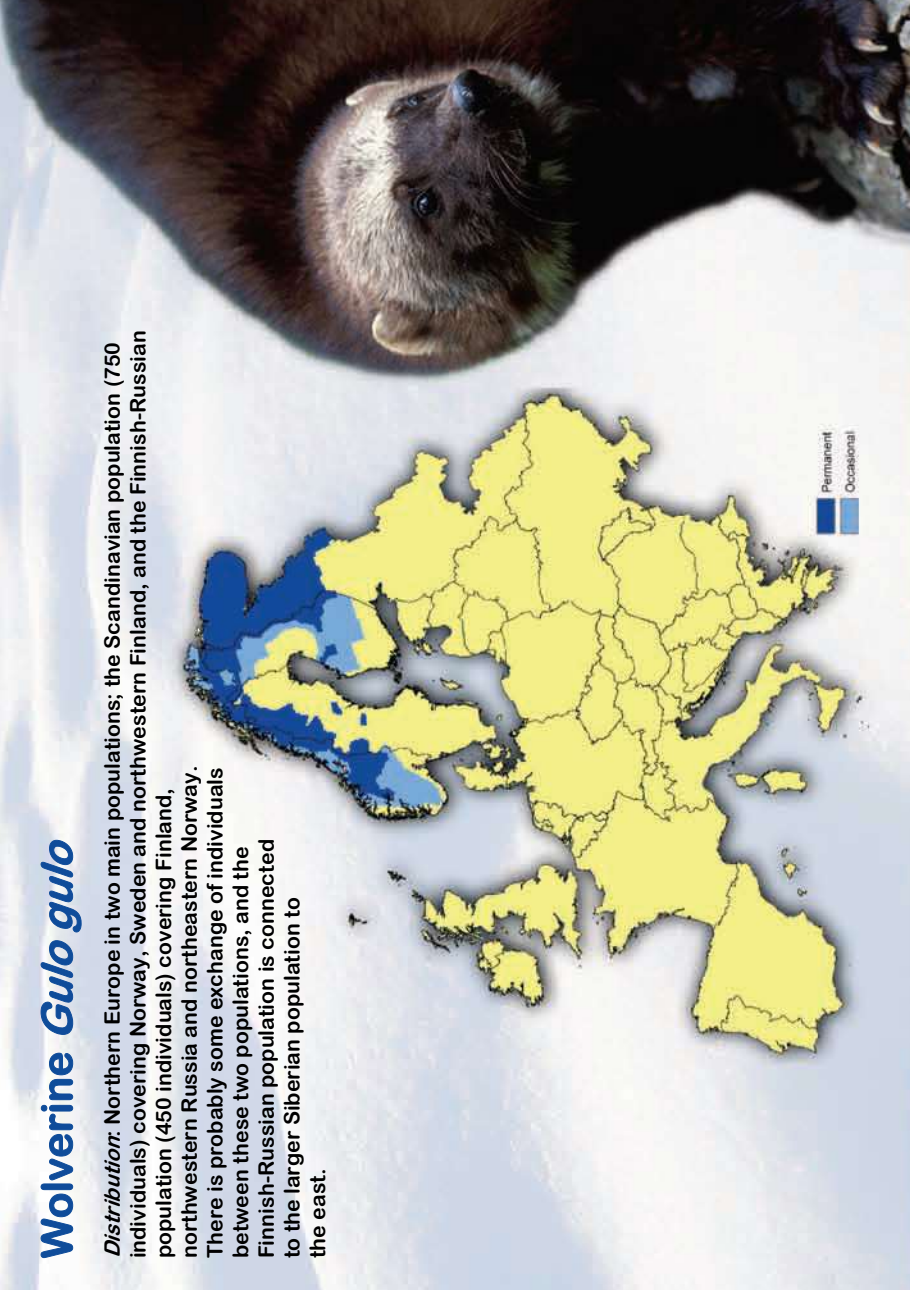 Wolverine Gulo gulo
Distribution: Northern Europe in two main populations; the Scandinavian population (750
individuals) covering Norway, Sweden and northwestern Finland, and the Finnish-Russian
population (450 individuals) covering Finland,
northwestern Russia and northeastern Norway.
There is probably some exchange of individuals
between these two populations, and the
Finnish-Russian population is connected
to the larger Siberian population to
the east.
Permanent
Occasional